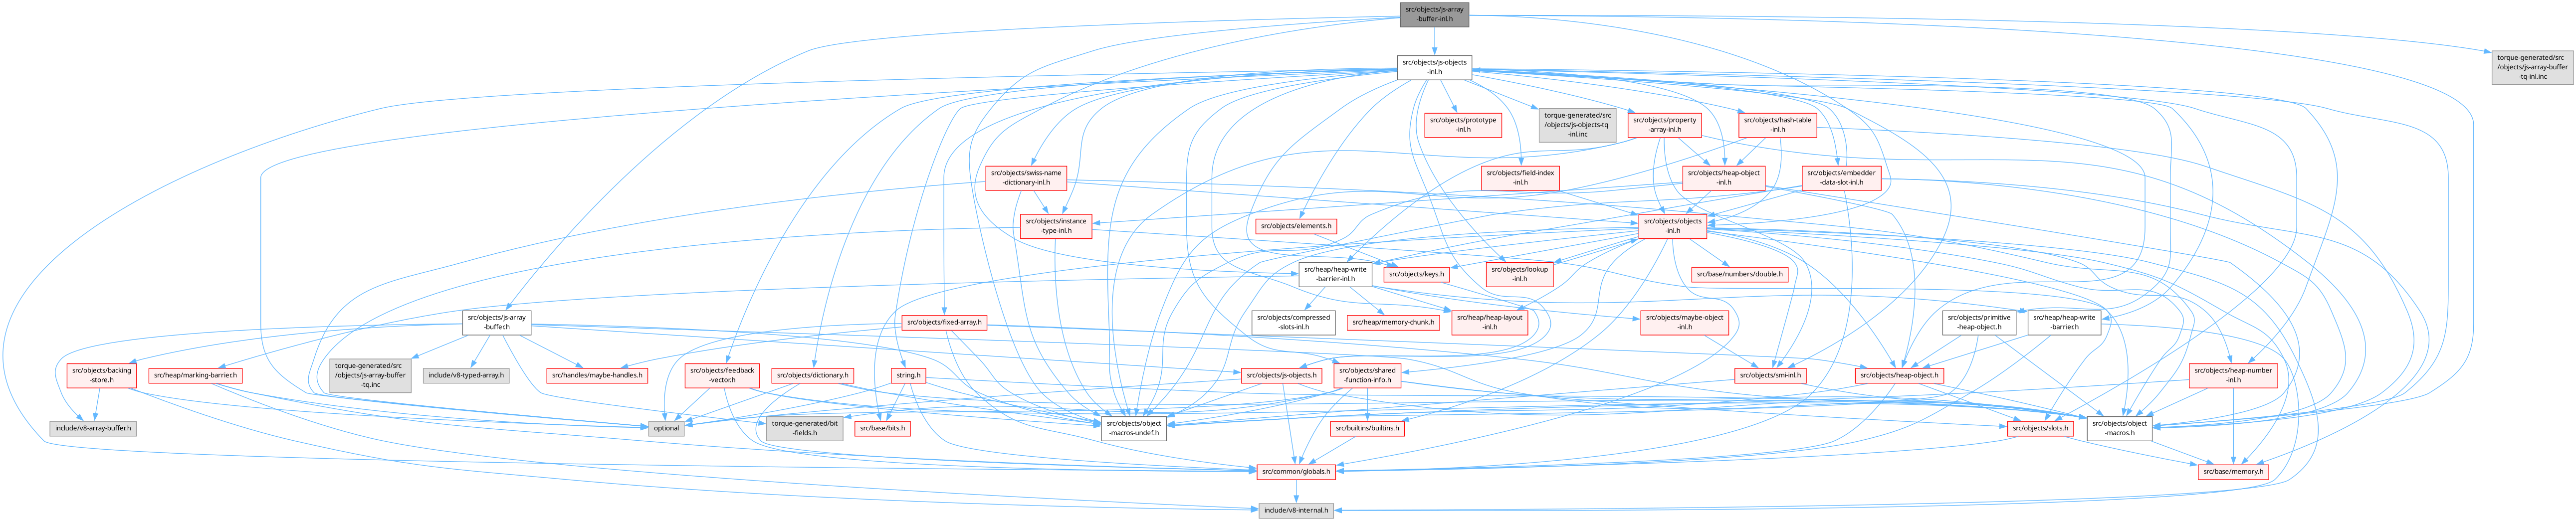 src/objects/js-array
-buffer-inl.h
src/objects/js-objects
-inl.h
torque-generated/src
/objects/js-array-buffer
-tq-inl.inc
src/objects/prototype
-inl.h
torque-generated/src
/objects/js-objects-tq
-inl.inc
src/objects/property
-array-inl.h
src/objects/hash-table
-inl.h
src/objects/swiss-name
-dictionary-inl.h
src/objects/field-index
-inl.h
src/objects/heap-object
-inl.h
src/objects/embedder
-data-slot-inl.h
src/objects/instance
-type-inl.h
src/objects/elements.h
src/objects/objects
-inl.h
src/heap/heap-write
-barrier-inl.h
src/objects/keys.h
src/objects/lookup
-inl.h
src/base/numbers/double.h
src/objects/js-array
-buffer.h
src/objects/fixed-array.h
src/objects/compressed
-slots-inl.h
src/heap/memory-chunk.h
src/heap/heap-layout
-inl.h
src/objects/maybe-object
-inl.h
src/objects/primitive
-heap-object.h
src/heap/heap-write
-barrier.h
src/objects/backing
-store.h
src/heap/marking-barrier.h
torque-generated/src
/objects/js-array-buffer
-tq.inc
include/v8-typed-array.h
src/handles/maybe-handles.h
src/objects/feedback
-vector.h
src/objects/dictionary.h
string.h
src/objects/js-objects.h
src/objects/shared
-function-info.h
src/objects/smi-inl.h
src/objects/heap-object.h
src/objects/heap-number
-inl.h
include/v8-array-buffer.h
optional
torque-generated/bit
-fields.h
src/base/bits.h
src/objects/object
-macros-undef.h
src/builtins/builtins.h
src/objects/slots.h
src/objects/object
-macros.h
src/common/globals.h
src/base/memory.h
include/v8-internal.h